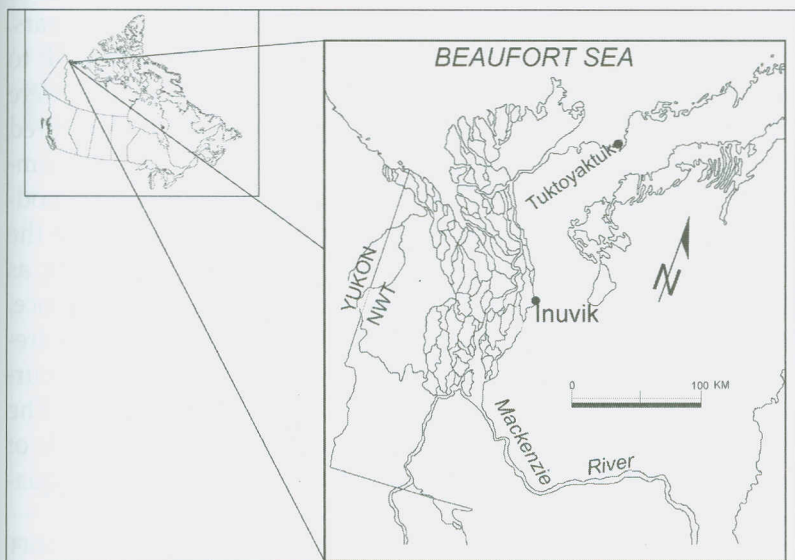 BEAUFORT SEA
Tuktoyaktuk
YUKON
NWT
N
Inuvik
0 100 KM
Mackenzie
River